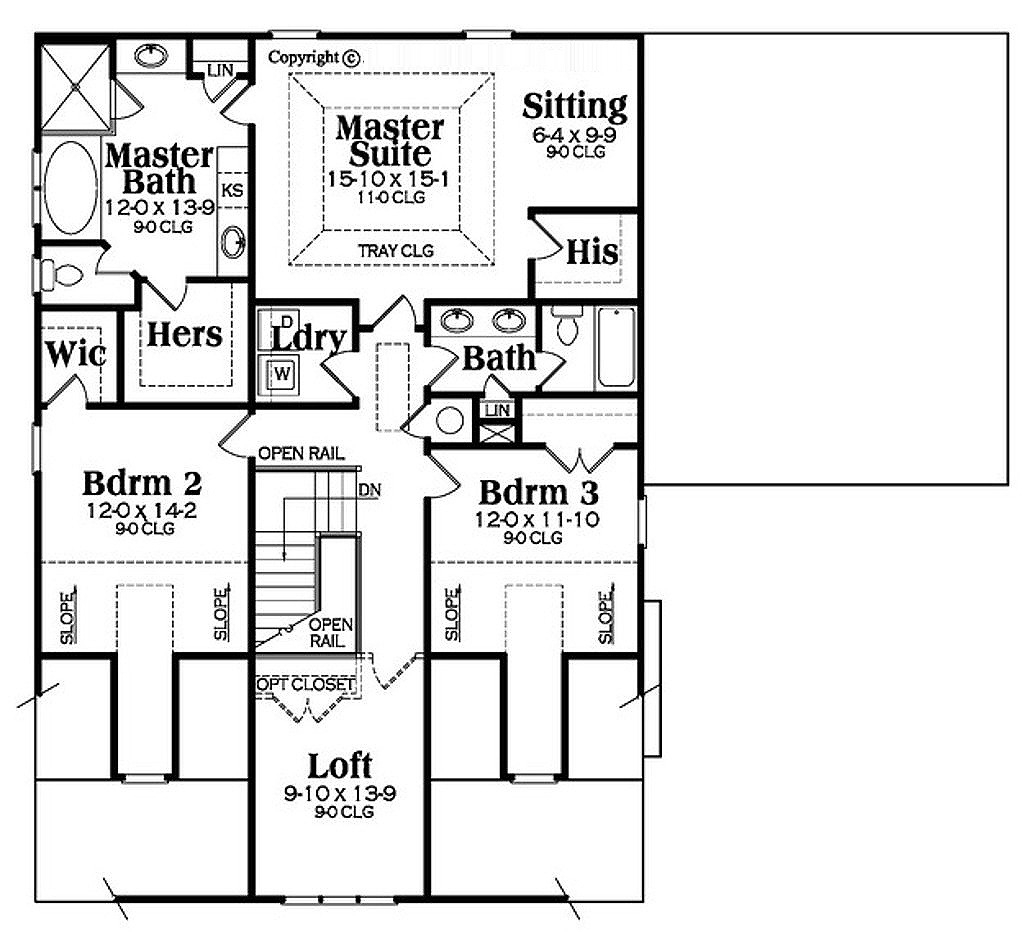 Copyright ©
LIN
Master
Suite
15-10 x 15-1
11-0 CLG
TRAY CLG
Sitting
6-4 x 9-9
9-0 CLG
Master
Bath
12-0 x 13-9
9-0 CLG
KS
His
Hers
Wic
D
Ldry
W
Bath
LIN
OPEN RAIL
DN
Bdrm 2
12-0 x 14-2
9-0 CLG
Bdrm 3
12-0 x 11-10
9-0 CLG
SLOPE
SLOPE
OPEN
RAIL
SLOPE
SLOPE
OPT CLOSET
Loft
9-10 x 13-9
9-0 CLG